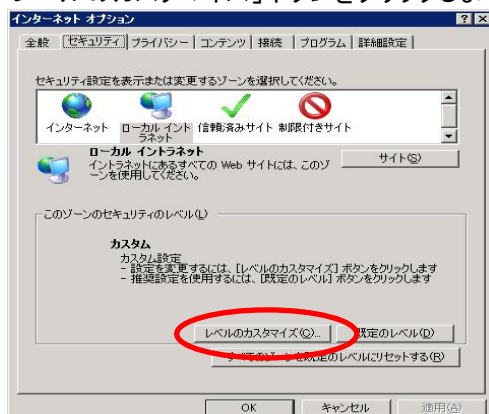 インターネット オプション
全般 セキュリティ プライバシー コンテンツ 接続 プログラム 詳細設定
セキュリティ設定を表示または変更するゾーンを選択してください。
インターネット ローカル イントラネット 信頼済みサイト 制限付きサイト
ローカル イントラネット
イントラネットにあるすべての Web サイトには、このゾ
ーンを使用してください。
サイト(S)
このゾーンのセキュリティのレベル(L)
カスタム
カスタム設定
- 設定を変更するには、[レベルのカスタマイズ] ボタンをクリックします
- 推奨設定を使用するには、[既定のレベル] ボタンをクリックします
レベルのカスタマイズ(C)... 既定のレベル(D)
すべてのゾーンを既定のレベルにリセットする(R)
OK キャンセル 適用(A)